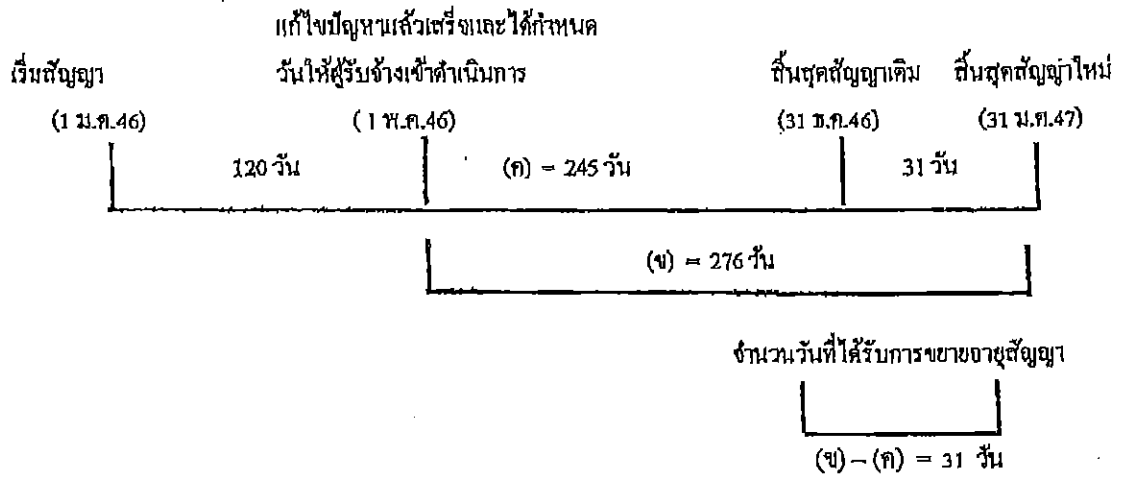 แก้ไขปัญหาแล้วเสร็จและได้กำหนด
เริ่มสัญญา วันให้ผู้รับจ้างเข้าดำเนินการ สิ้นสุดสัญญาเดิม สิ้นสุดสัญญาใหม่
(1 ม.ค.46) (1 พ.ค.46) (31 ธ.ค.46) (31 ม.ค.47)
120 วัน (ค) = 245 วัน 31 วัน
(ข) = 276 วัน
จำนวนวันที่ได้รับการขยายอายุสัญญา
(ข) – (ค) = 31 วัน